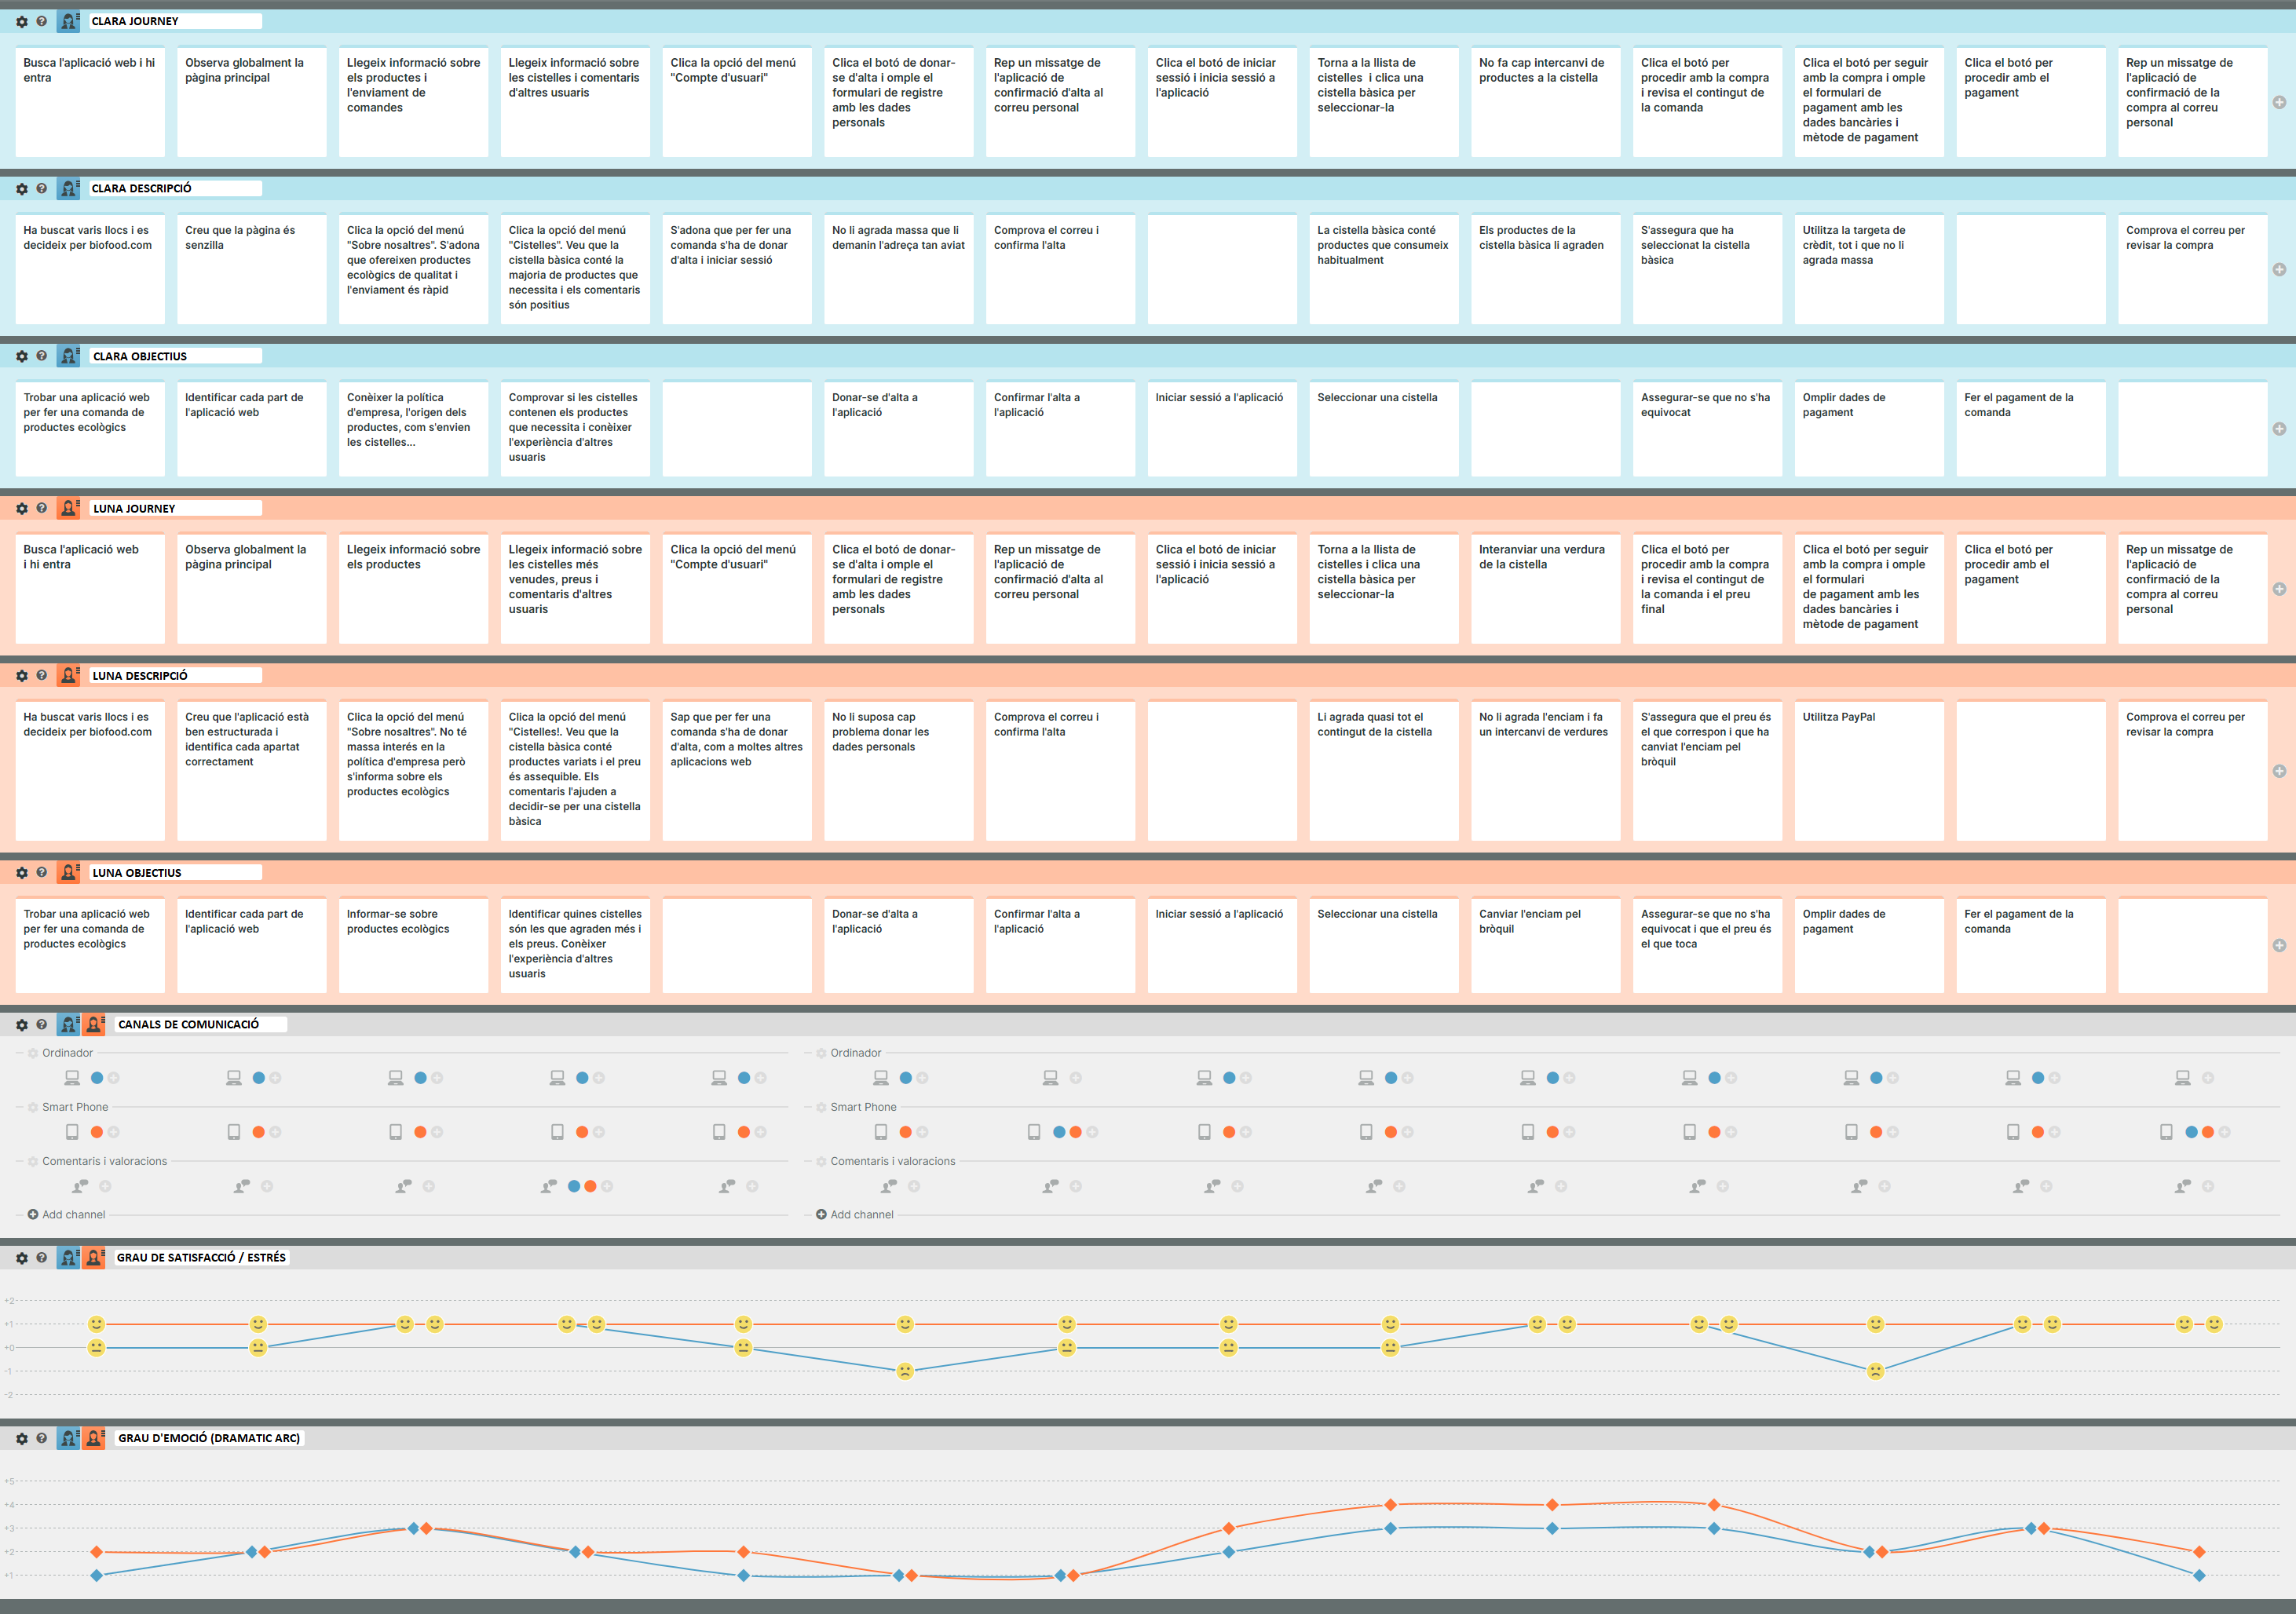 CLARA JOURNEY
Busca l'aplicació web i hi
entra
Observa globalment la
pàgina principal
Llegeix informació sobre
els productes i
l'enviament de
comandes
Llegeix informació sobre
les cistelles i comentaris
d'altres usuaris
Clica la opció del menú
"Compte d'usuari"
Clica el botó de donar-
se d'alta i omple el
formulari de registre
amb les dades
personals
Rep un missatge de
l'aplicació de
confirmació d'alta al
correu personal
Clica el botó de iniciar
sessió i inicia sessió a
l'aplicació
Torna a la llista de
cistelles i clica una
cistella bàsica per
seleccionar-la
No fa cap intercanvi de
productes a la cistella
Clica el botó per
procedir amb la compra
i revisa el contingut de
la comanda
Clica el botó per seguir
amb la compra i omple
el formulari de
pagament amb les
dades bancàries i
mètode de pagament
Clica el botó per
procedir amb el
pagament
Rep un missatge de
l'aplicació de
confirmació de la
compra al correu
personal
CLARA DESCRIPCIÓ
Ha buscat varis llocs i es
decideix per biofood.com
Creu que la pàgina és
senzilla
Clica la opció del menú
"Sobre nosaltres". S'adona
que ofereixen productes
ecològics de qualitat i
l'enviament és ràpid
Clica la opció del menú
"Cistelles". Veu que la
cistella bàsica conté la
majoria de productes que
necessita i els comentaris
són positius
S'adona que per fer una
comanda s'ha de donar
d'alta i iniciar sessió
No li agrada massa que li
demanin l'adreça tan aviat
Comprova el correu i
confirma l'alta
La cistella bàsica conté
productes que consumeix
habitualment
Els productes de la
cistella bàsica li agraden
S'assegura que ha
seleccionat la cistella
bàsica
Utilitza la targeta de
crèdit, tot i que no li
agrada massa
Comprova el correu per
revisar la compra
CLARA OBJECTIUS
Trobar una aplicació web
per fer una comanda de
productes ecològics
Identificar cada part de
l'aplicació web
Conèixer la política
d'empresa, l'origen dels
productes, com s'envien
les cistelles...
Comprovar si les cistelles
contenen els productes
que necessita i conèixer
l'experiència d'altres
usuaris
Donar-se d'alta a
l'aplicació
Confirmar l'alta a
l'aplicació
Iniciar sessió a l'aplicació
Seleccionar una cistella
Assegurar-se que no s'ha
equivocat
Omplir dades de
pagament
Fer el pagament de la
comanda
LUNA JOURNEY
Busca l'aplicació web
i hi entra
Observa globalment la
pàgina principal
Llegeix informació sobre
els productes
Llegeix informació sobre
les cistelles més
venudes, preus i
comentaris d'altres
usuaris
Clica la opció del menú
"Compte d'usuari"
Clica el botó de donar-
se d'alta i omple el
formulari de registre
amb les dades
personals
Rep un missatge de
l'aplicació de
confirmació d'alta al
correu personal
Clica el botó de iniciar
sessió i inicia sessió a
l'aplicació
Torna a la llista de
cistelles i clica una
cistella bàsica per
seleccionar-la
Interanviar una verdura
de la cistella
Clica el botó per
procedir amb la compra
i revisa el contingut de
la comanda i el preu
final
Clica el botó per seguir
amb la compra i omple
el formulari
de pagament amb les
dades bancàries i
mètode de pagament
Clica el botó per
procedir amb el
pagament
Rep un missatge de
l'aplicació de
confirmació de la
compra al correu
personal
LUNA DESCRIPCIÓ
Ha buscat varis llocs i es
decideix per biofood.com
Creu que l'aplicació està
ben estructurada i
identifica cada apartat
correctament
Clica la opció del menú
"Sobre nosaltres". No té
massa interés en la
política d'empresa però
s'informa sobre els
productes ecològics
Clica la opció del menú
"Cistelles!. Veu que la
cistella bàsica conté
productes variats i el preu
és assequible. Els
comentaris l'ajuden a
decidir-se per una cistella
bàsica
Sap que per fer una
comanda s'ha de donar
d'alta, com a moltes altres
aplicacions web
No li suposa cap
problema donar les
dades personals
Comprova el correu i
confirma l'alta
Li agrada quasi tot el
contingut de la cistella
No li agrada l'enciam i fa
un intercanvi de verdures
S'assegura que el preu és
el que correspon i que ha
canviat l'enciam pel
bròquil
Utilitza PayPal
Comprova el correu per
revisar la compra
LUNA OBJECTIUS
Trobar una aplicació web
per fer una comanda de
productes ecològics
Identificar cada part de
l'aplicació web
Informar-se sobre
productes ecològics
Identificar quines cistelles
són les que agraden més i
els preus. Conèixer
l'experiència d'altres
usuaris
Donar-se d'alta a
l'aplicació
Confirmar l'alta a
l'aplicació
Iniciar sessió a l'aplicació
Seleccionar una cistella
Canviar l'enciam pel
bròquil
Assegurar-se que no s'ha
equivocat i que el preu és
el que toca
Omplir dades de
pagament
Fer el pagament de la
comanda
CANALS DE COMUNICACIÓ
Ordinador
Ordinador
Smart Phone
Smart Phone
Comentaris i valoracions
Comentaris i valoracions
Add channel
Add channel
GRAU DE SATISFACCIÓ / ESTRÉS
+2
+1
+0
-1
-2
GRAU D'EMOCIÓ (DRAMATIC ARC)
+5
+4
+3
+2
+1